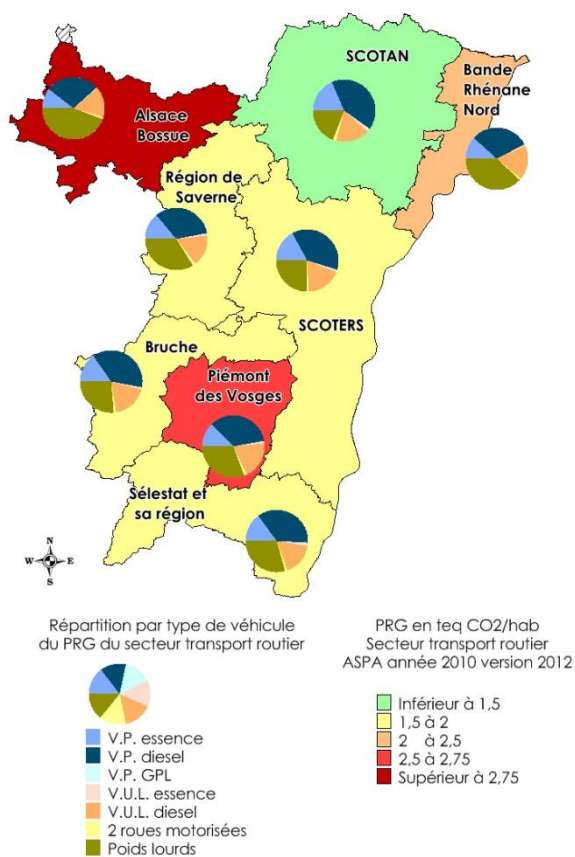 SCOTAN
Bande
Rhénane
Nord
Alsace
Bossue
Région de
Saverne
SCOTERS
Bruche
Piémont
des Vosges
Sélestat et
sa région
N
W E
S
Répartition par type de véhicule
du PRG du secteur transport routier
V.P. essence
V.P. diesel
V.P. GPL
V.U.L. essence
V.U.L. diesel
2 roues motorisées
Poids lourds
PRG en teq CO2/hab
Secteur transport routier
ASPA année 2010 version 2012
Inférieur à 1,5
1,5 à 2
2 à 2,5
2,5 à 2,75
Supérieur à 2,75